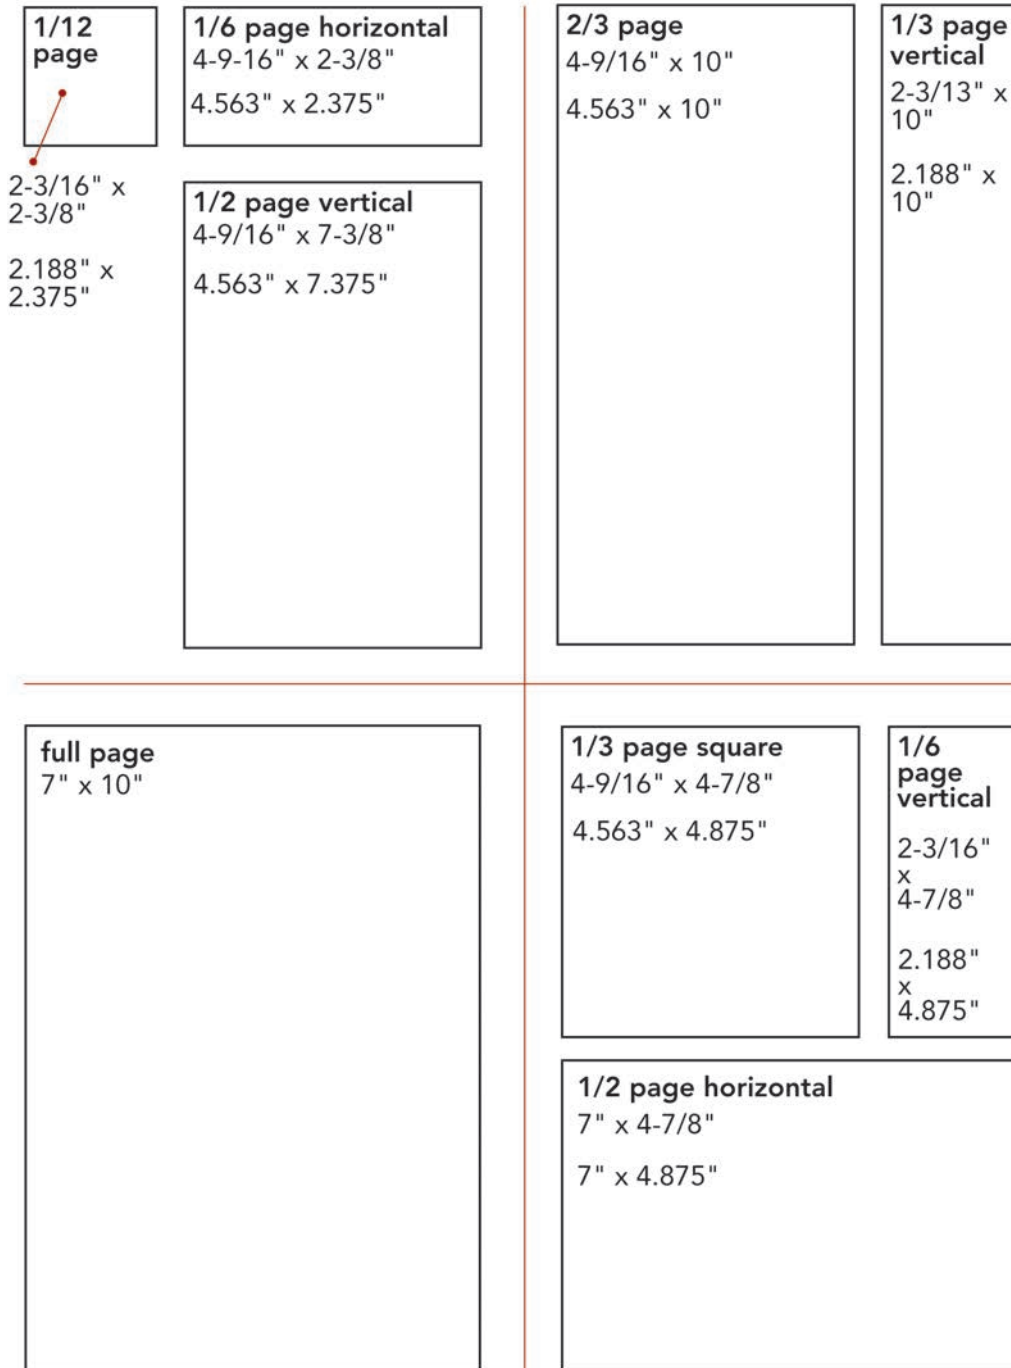 1/12
page
2-3/16" x
2-3/8"
2.188" x
2.375"
1/6 page horizontal
4-9-16" x 2-3/8"
4.563" x 2.375"
1/2 page vertical
4-9/16" x 7-3/8"
4.563" x 7.375"
2/3 page
4-9/16" x 10"
4.563" x 10"
1/3 page
vertical
2-3/13" x
10"
2.188" x
10"
full page
7" x 10"
1/3 page square
4-9/16" x 4-7/8"
4.563" x 4.875"
1/6
page
vertical
2-3/16"
x
4-7/8"
2.188"
x
4.875"
1/2 page horizontal
7" x 4-7/8"
7" x 4.875"